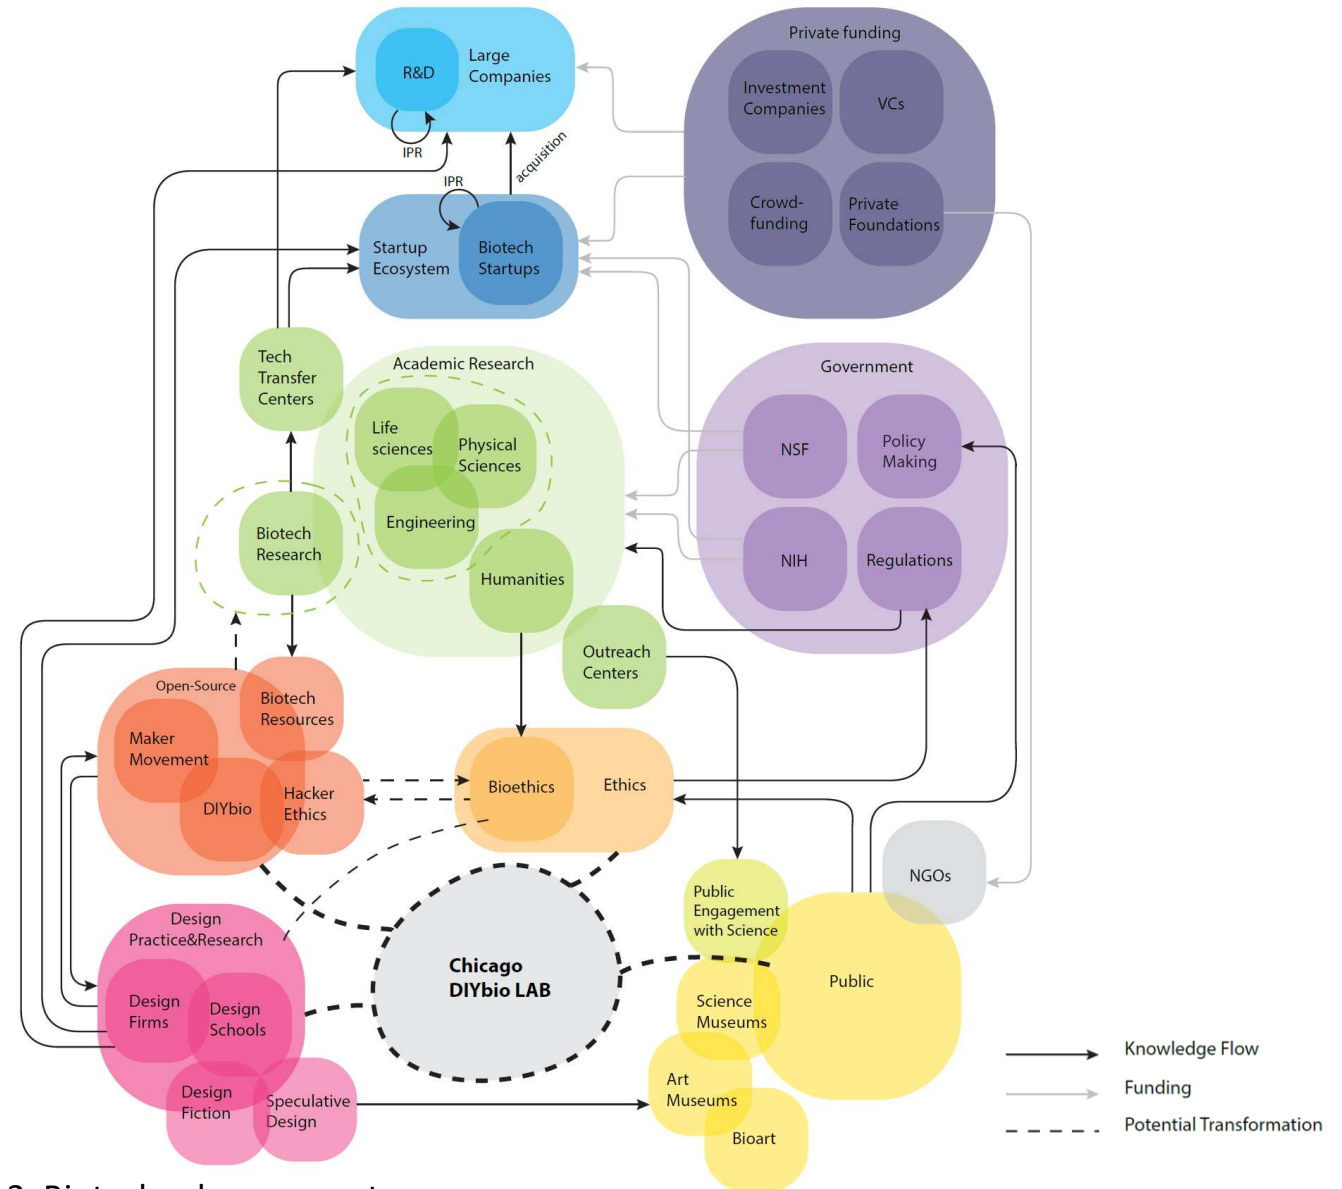 R&D
Large
Companies
IPR
acquisition
Private funding
Investment
Companies
VCs
Crowd-
funding
Private
Foundations
IPR
Startup
Ecosystem
Biotech
Startups
Tech
Transfer
Centers
Academic Research
Life
sciences
Physical
Sciences
Engineering
Humanities
Government
NSF
Policy
Making
NIH
Regulations
Biotech
Research
Outreach
Centers
Open-Source
Biotech
Resources
Maker
Movement
DIYbio
Hacker
Ethics
Bioethics
Ethics
Public
Engagement
with Science
NGOs
Design
Practice&Research
Design
Firms
Design
Schools
Design
Fiction
Speculative
Design
Chicago
DIYbio LAB
Public
Science
Museums
Art
Museums
Bioart
Knowledge Flow
Funding
Potential Transformation